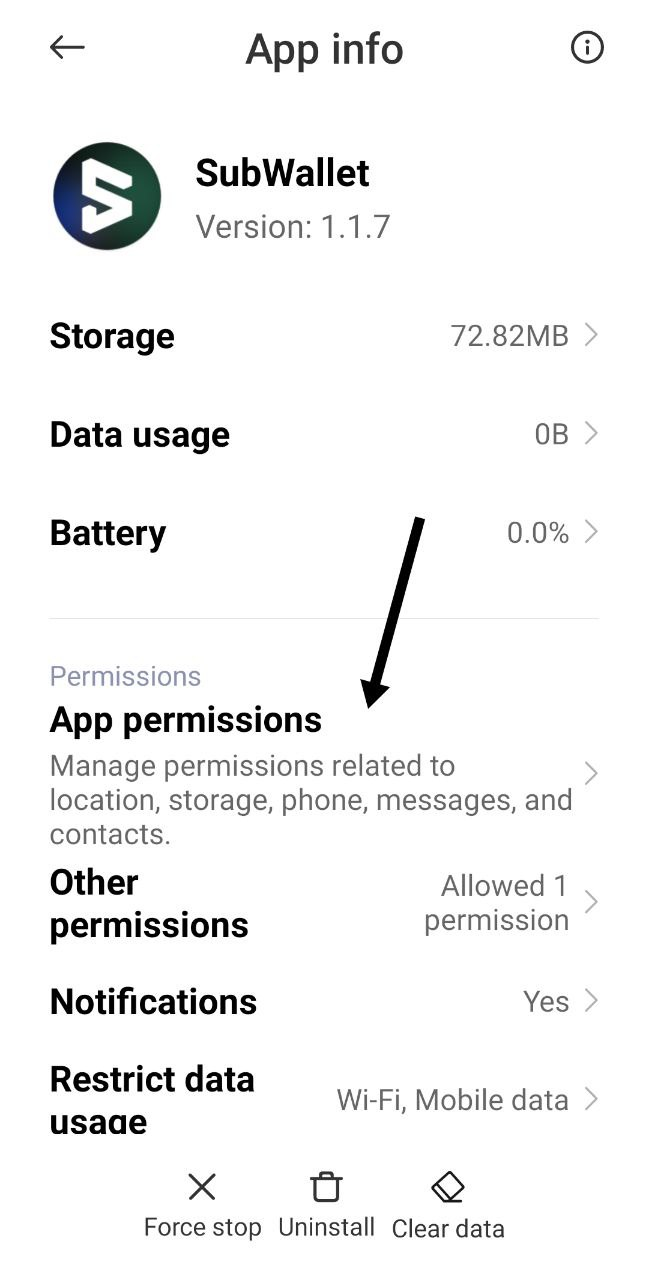 App info
SubWallet
Version: 1.1.7
Storage 72.82MB
Data usage 0B
Battery 0.0%
Permissions
App permissions
Manage permissions related to
location, storage, phone, messages, and
contacts.
Other
permissions
Allowed 1
permission
Notifications Yes
Restrict data
usage
Wi-Fi, Mobile data
Force stop Uninstall Clear data